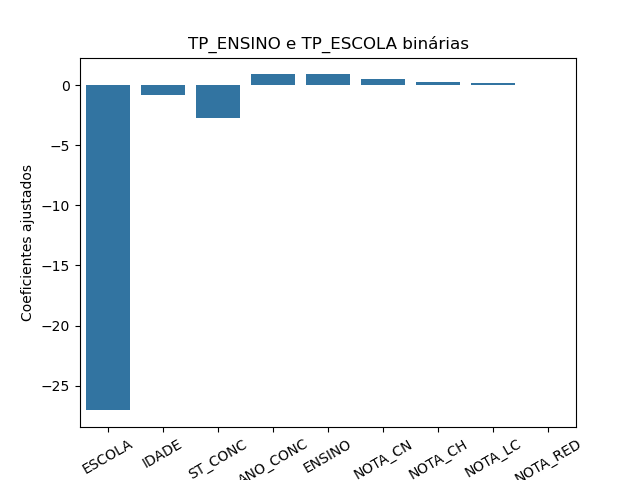 TP_ENSINO e TP_ESCOLA binárias
Coeficientes ajustados
0
−5
−10
−15
−20
−25
ESCOLA
IDADE
ST_CONC
ANO_CONC
ENSINO
NOTA_CN
NOTA_CH
NOTA_LC
NOTA_RED